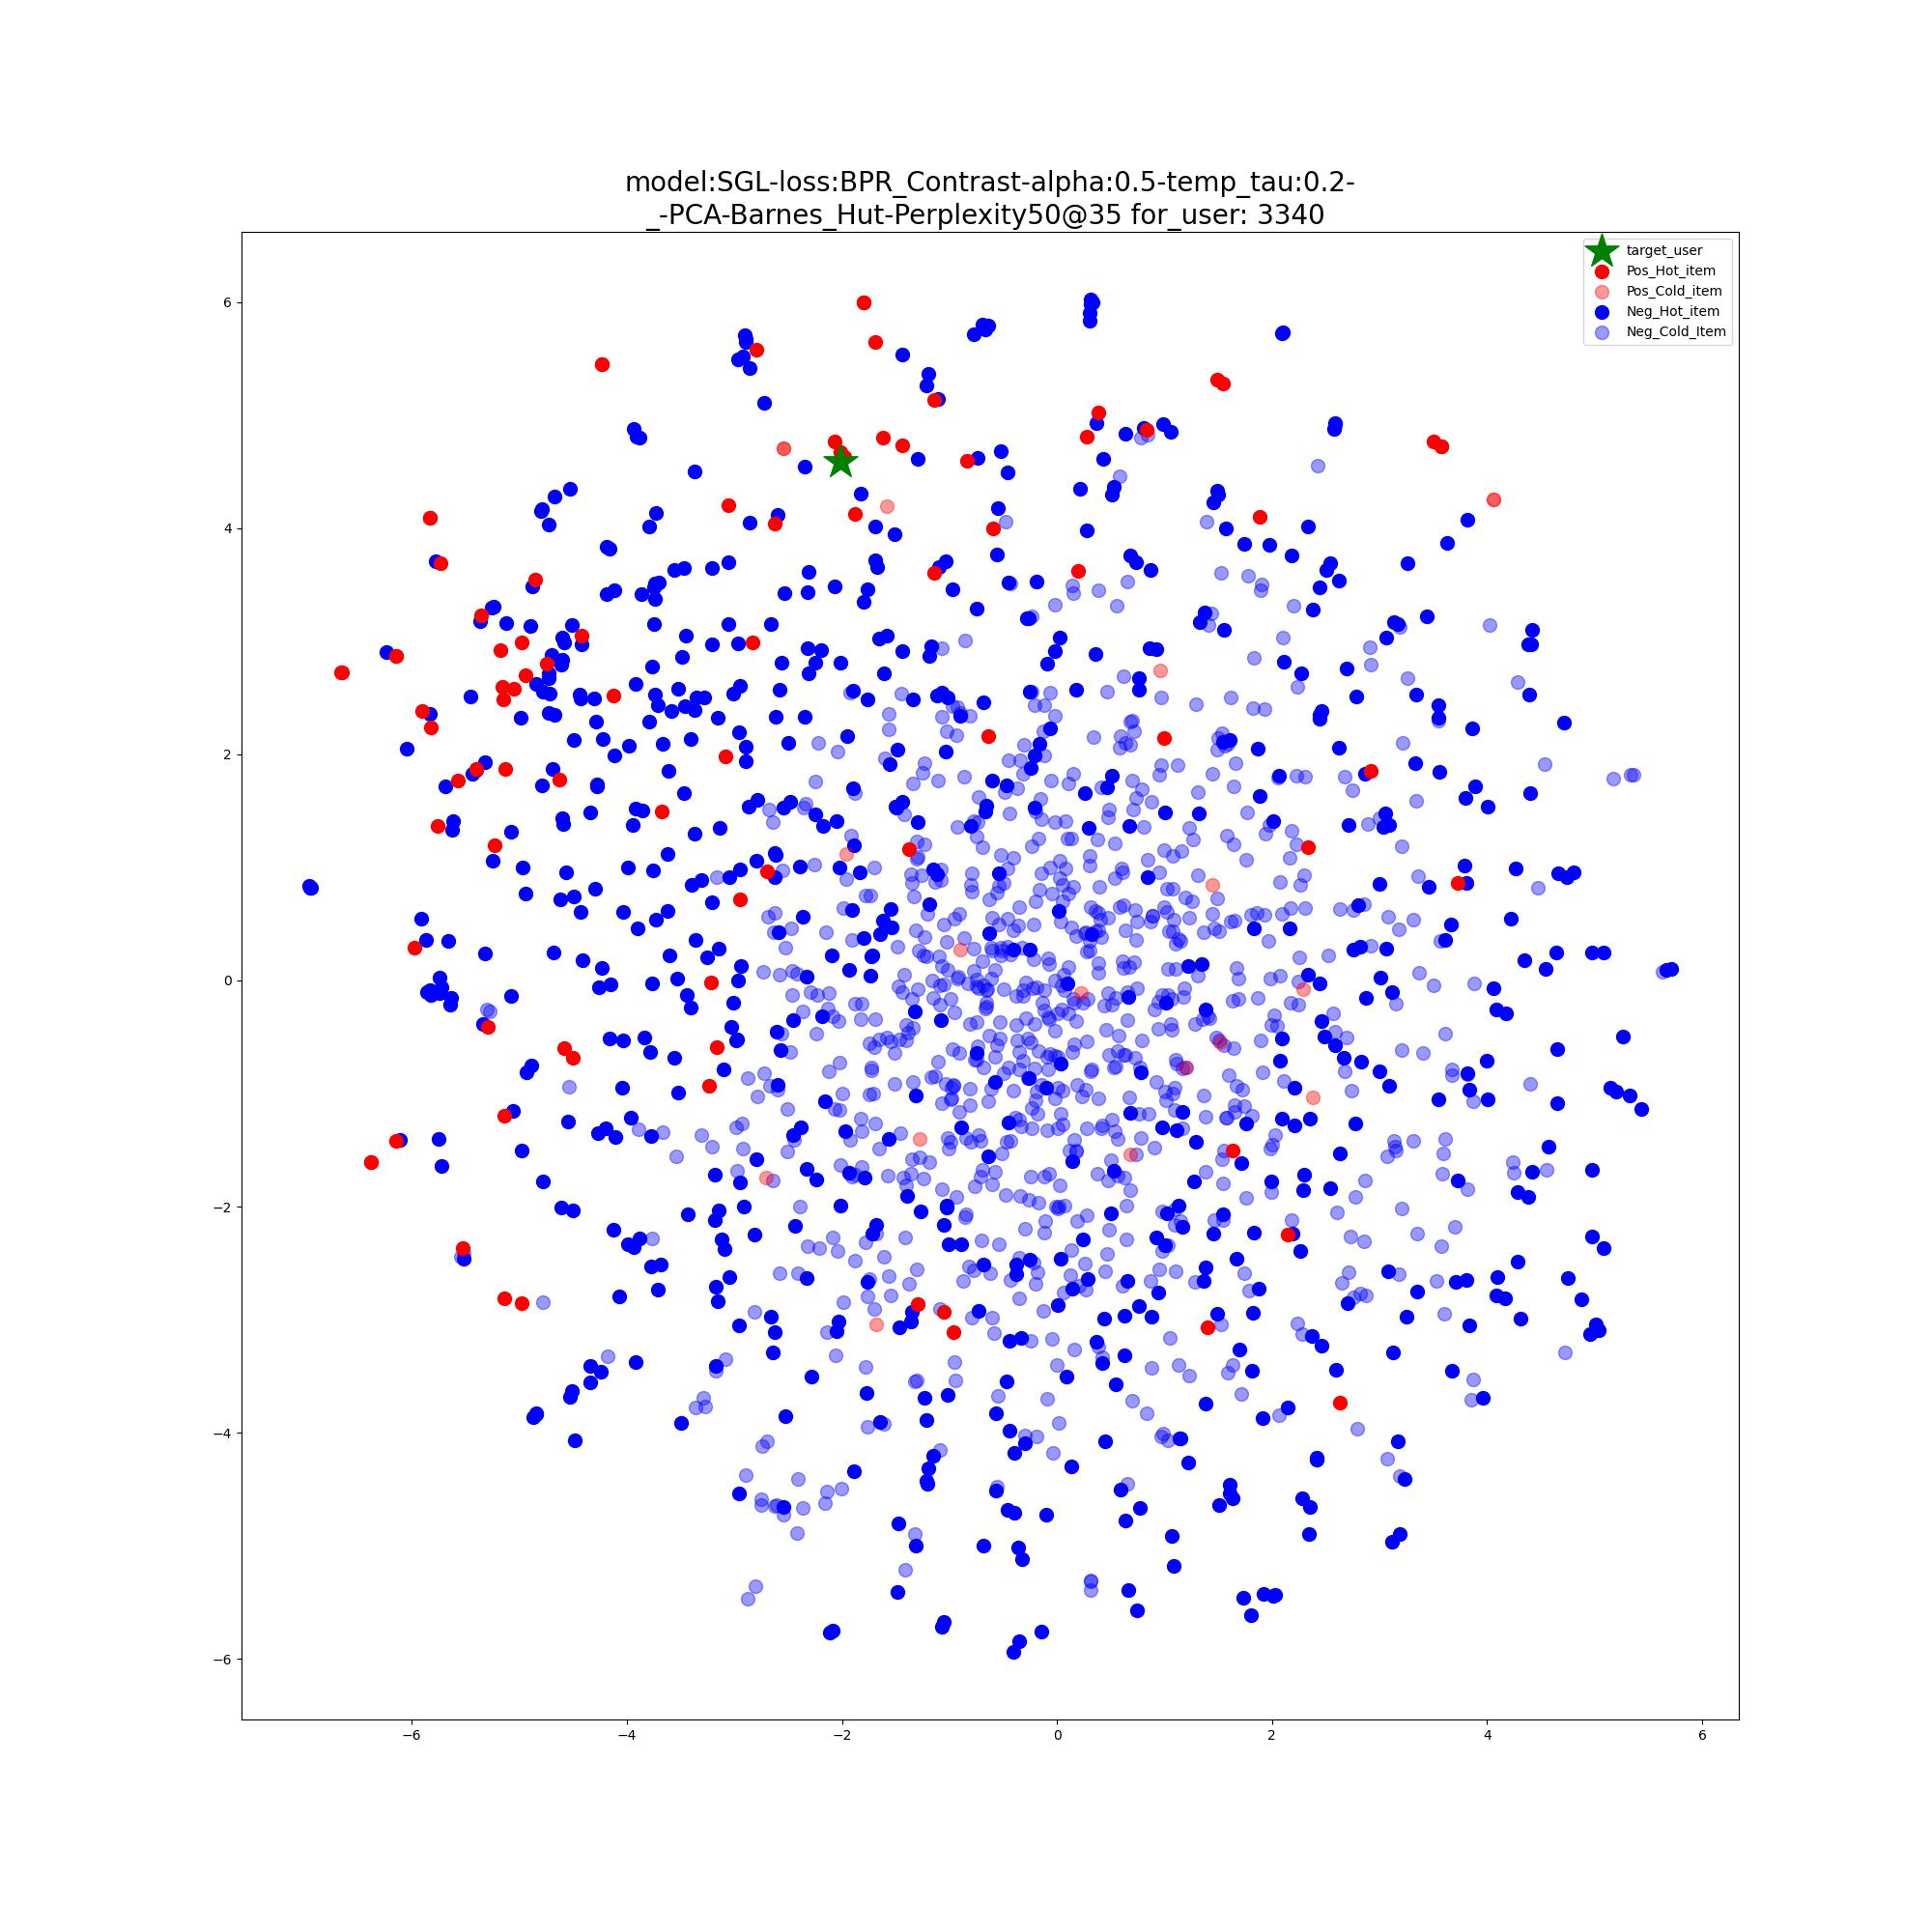 model:SGL-loss:BPR_Contrast-alpha:0.5-temp_tau:0.2-
_-PCA-Barnes_Hut-Perplexity50@35 for_user: 3340
target_user
Pos_Hot_item
Pos_Cold_item
Neg_Hot_item
Neg_Cold_Item
6
4
2
0
−2
−4
−6
−6 −4 −2 0 2 4 6